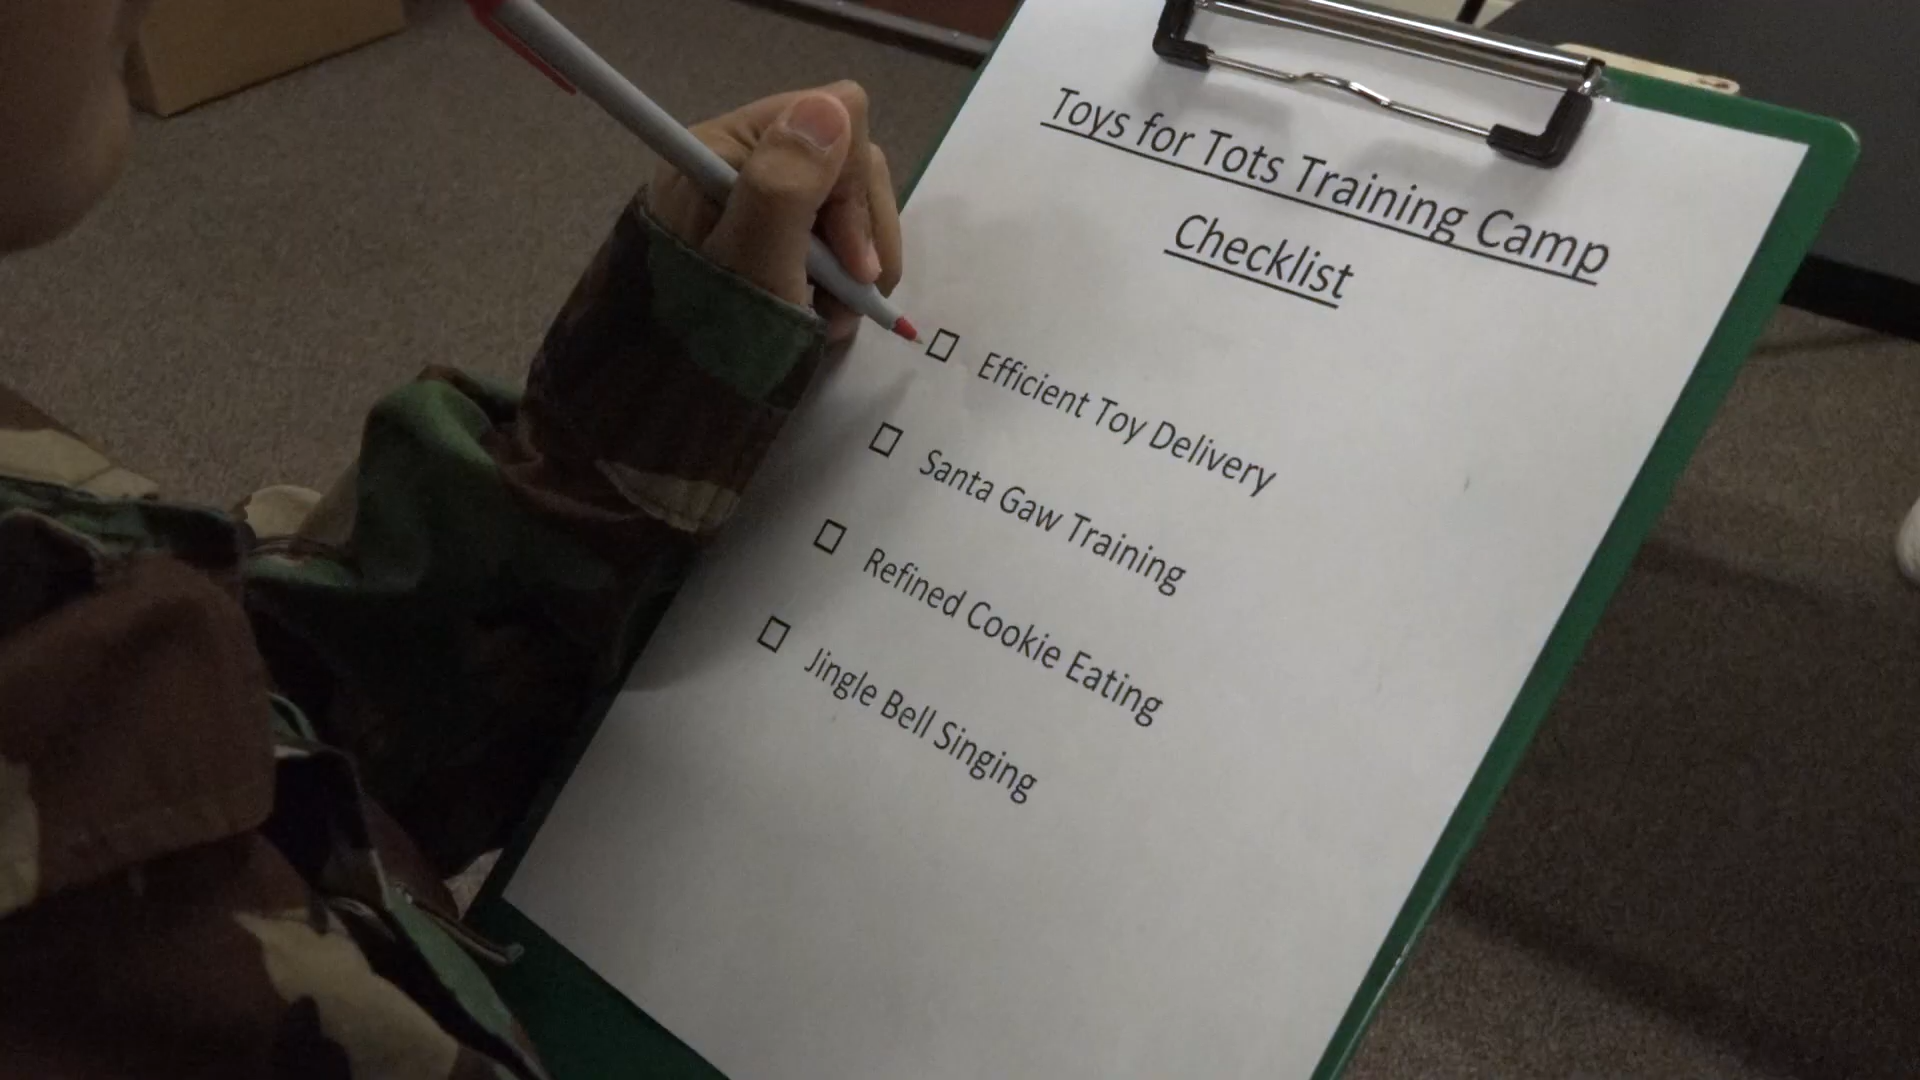 Toys for Tots Training Camp
Checklist
Efficient Toy Delivery
Santa Gaw Training
Refined Cookie Eating
Jingle Bell Singing